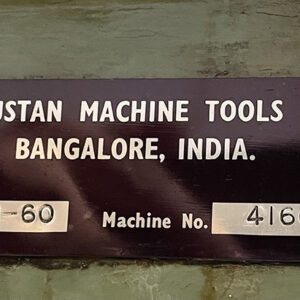 USTAN MACHINE TOOLS
BANGALORE, INDIA.
-60 Machine No. 416